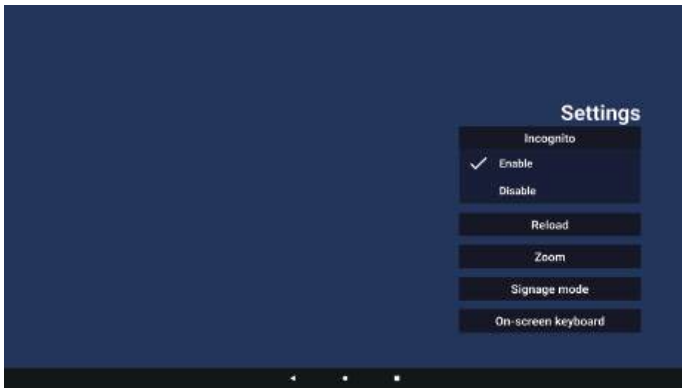 Settings
Incognito
Enable
Disable
Reload
Zoom
Signage mode
On-screen keyboard